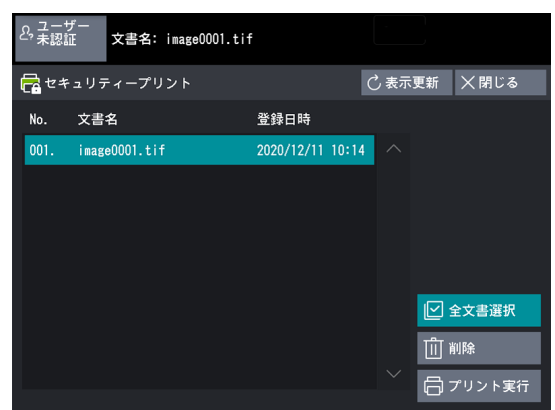 ユーザー
未認証
文書名: image0001.tif
セキュリティープリント
表示更新
閉じる
No. 文書名 登録日時
001. image0001.tif 2020/12/11 10:14
全文書選択
削除
プリント実行